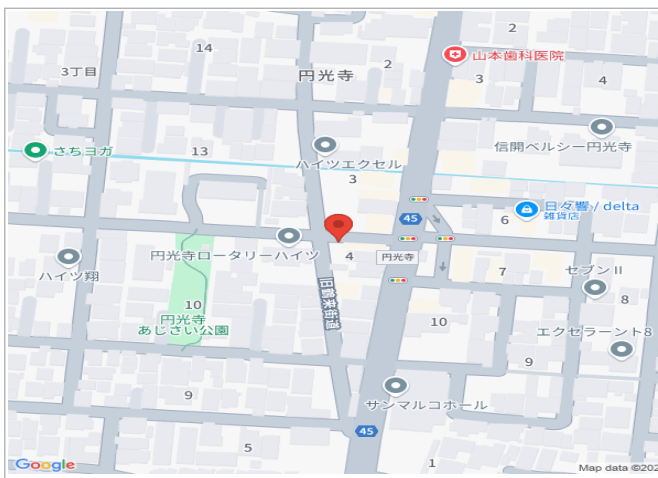 2
14
山本歯科医院
3丁目
円光寺
2
3
4
信開ベルシー円光寺
さちヨガ
13
ハイツエクセル
3
45
日々響 / delta
雑貨店
6
円光寺ロータリーハイツ
4
円光寺
7
ハイツ翔
セブンⅡ
旧鶴来街道
10
8
円光寺
あじさい公園
10
エクセラーント8
9
9
サンマルコホール
45
5
1
Google
Map data ©202